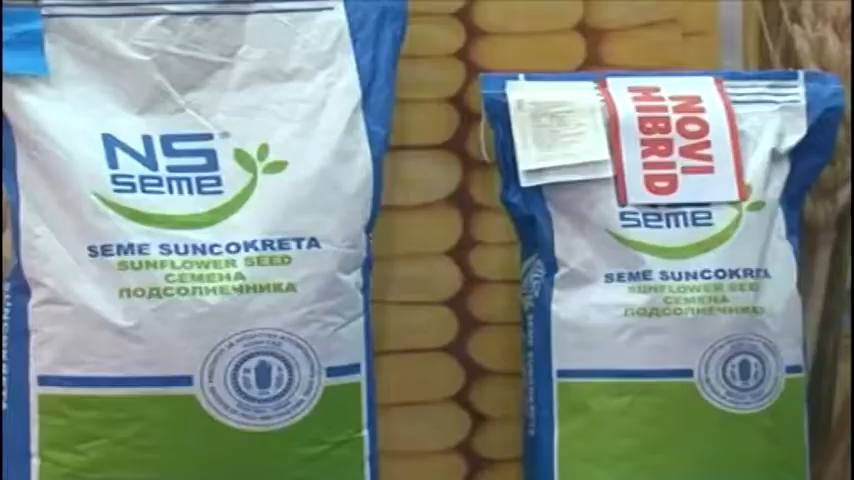 NS
seme
SEME SUNCOKRETA
SUNFLOWER SEED
СЕМЕНА
ПОДСОЛНЕЧНИКА
NOVI
HIBRID
seme
SEME SUNCOKRETA
SUNFLOWER SEED
СЕМЕНА
ПОДСОЛНЕЧНИКА